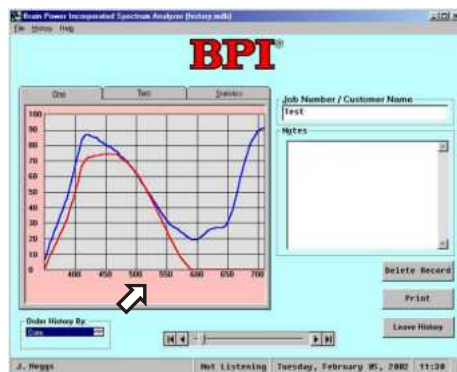 Brain Power Incorporated Spectrum Analyzer (history.mdb)
File History Help
BPI®
One Two Statistics
100
90
80
70
60
50
40
30
20
10
0
400 450 500 550 600 650 700
Job Number / Customer Name
Test
Notes
Delete Record
Print
Leave History
Order History By:
Date
J. Heggs Not Listening Tuesday, February 05, 2002 11:30